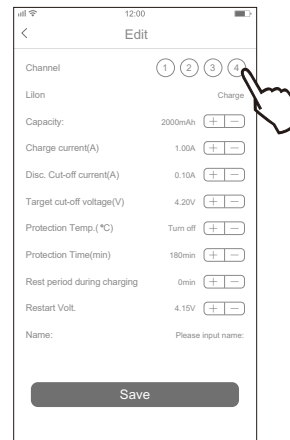 12:00
Edit
Channel 1 2 3 4
LiIon Charge
Capacity: 2000mAh + −
Charge current(A) 1.00A + −
Disc. Cut-off current(A) 0.10A + −
Target cut-off voltage(V) 4.20V + −
Protection Temp.( °C) Turn off + −
Protection Time(min) 180min + −
Rest period during charging 0min + −
Restart Volt. 4.15V + −
Name: Please input name:
Save